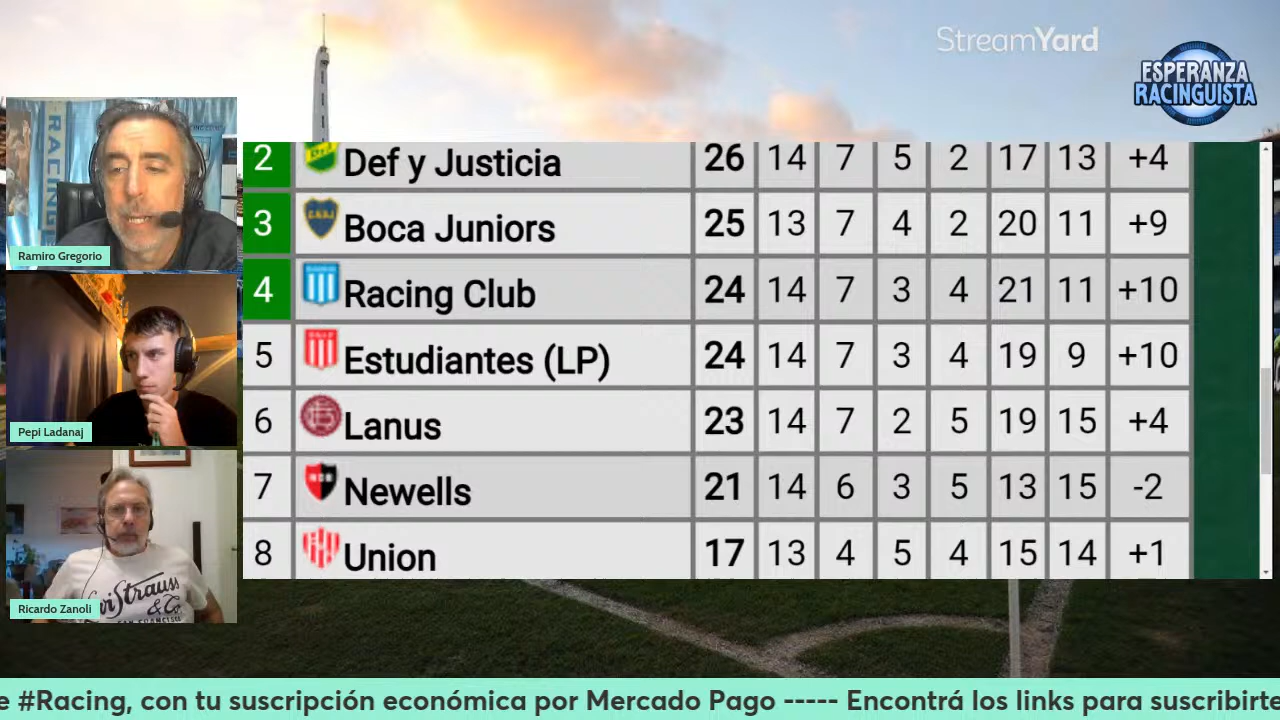 StreamYard
ESPERANZA
RACINGUISTA
RACING
Ramiro Gregorio
Pepi Ladanaj
Ricardo Zanoli
Strauss
& Co
2 Def y Justicia 26 14 7 5 2 17 13 +4
3 Boca Juniors 25 13 7 4 2 20 11 +9
4 Racing Club 24 14 7 3 4 21 11 +10
5 Estudiantes (LP) 24 14 7 3 4 19 9 +10
6 Lanus 23 14 7 2 5 19 15 +4
7 Newells 21 14 6 3 5 13 15 -2
8 Union 17 13 4 5 4 15 14 +1
e #Racing, con tu suscripción económica por Mercado Pago ----- Encontrá los links para suscribirte